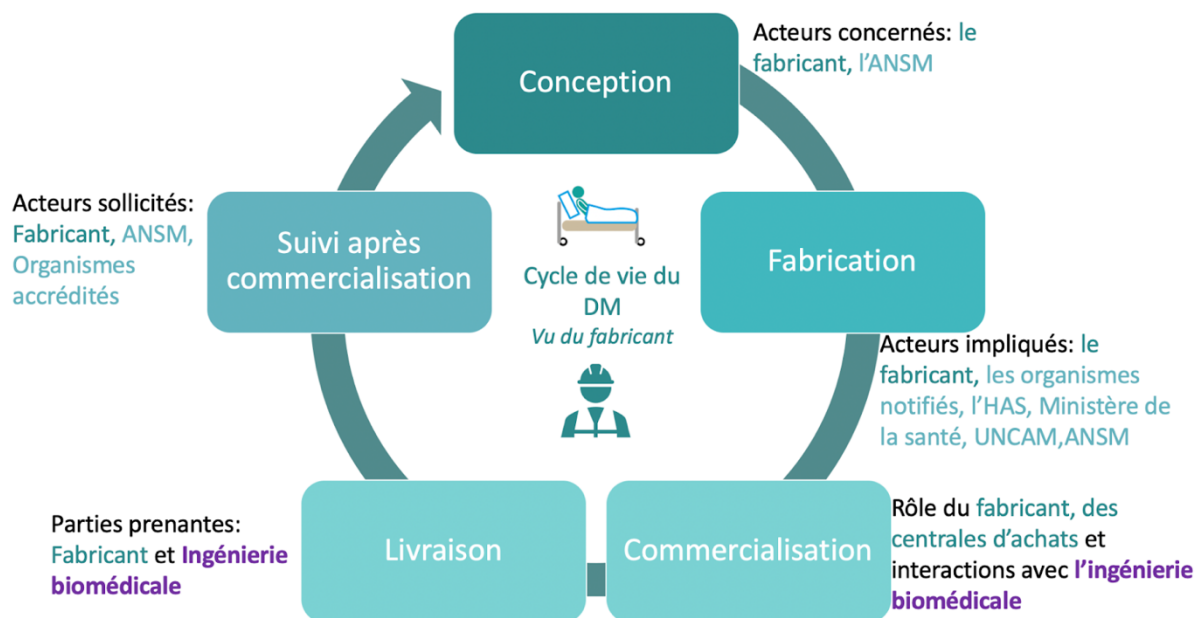 Conception
Acteurs concernés: le
fabricant, l'ANSM
Fabrication
Acteurs impliqués: le
fabricant, les organismes
notifiés, l'HAS, Ministère de
la santé, UNCAM,ANSM
Commercialisation
Rôle du fabricant, des
centrales d'achats et
interactions avec l'ingénierie
biomédicale
Livraison
Parties prenantes:
Fabricant et Ingénierie
biomédicale
Suivi après
commercialisation
Acteurs sollicités:
Fabricant, ANSM,
Organismes
accrédités
Cycle de vie du
DM
Vu du fabricant